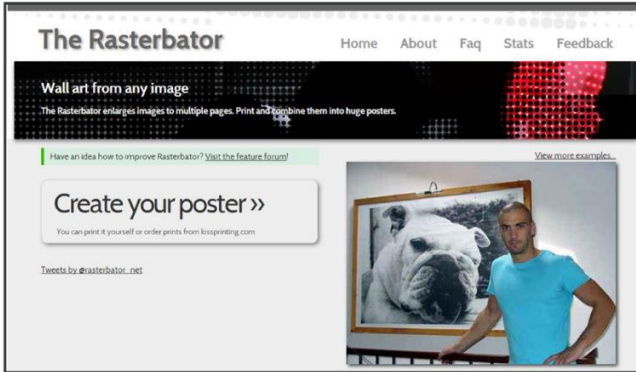 The Rasterbator
Home About Faq Stats Feedback
Wall art from any image
The Rasterbator enlarges images to multiple pages. Print and combine them into huge posters.
Have an idea how to improve Rasterbator? Visit the feature forum!
View more examples...
Create your poster »
You can print it yourself or order prints from kissprinting.com
Tweets by @rasterbator_net